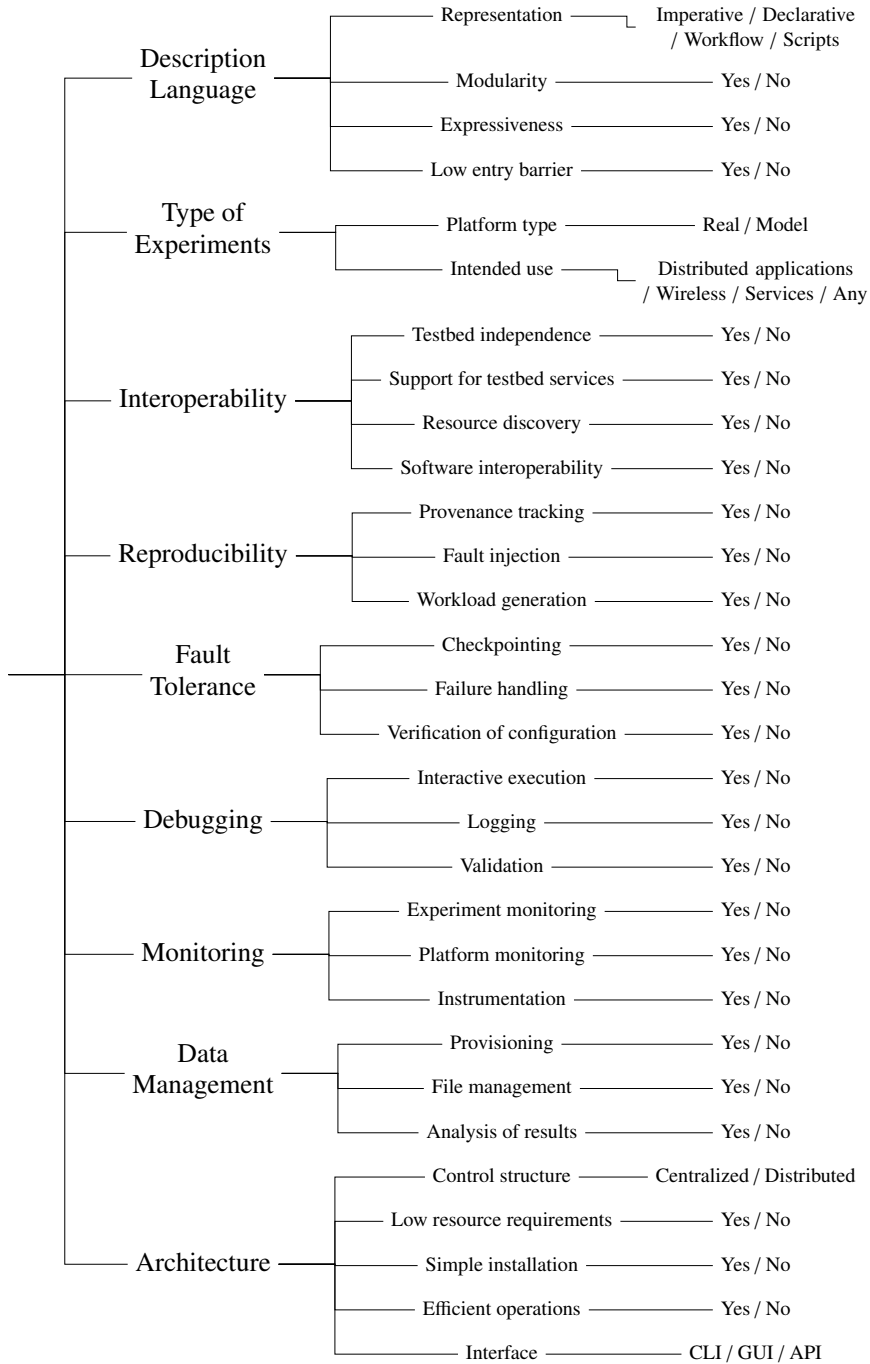 Description
Language
Representation
Imperative / Declarative
/ Workflow / Scripts
Modularity
Yes / No
Expressiveness
Yes / No
Low entry barrier
Yes / No
Type of
Experiments
Platform type
Real / Model
Intended use
Distributed applications
/ Wireless / Services / Any
Interoperability
Testbed independence
Yes / No
Support for testbed services
Yes / No
Resource discovery
Yes / No
Software interoperability
Yes / No
Reproducibility
Provenance tracking
Yes / No
Fault injection
Yes / No
Workload generation
Yes / No
Fault
Tolerance
Checkpointing
Yes / No
Failure handling
Yes / No
Verification of configuration
Yes / No
Debugging
Interactive execution
Yes / No
Logging
Yes / No
Validation
Yes / No
Monitoring
Experiment monitoring
Yes / No
Platform monitoring
Yes / No
Instrumentation
Yes / No
Data
Management
Provisioning
Yes / No
File management
Yes / No
Analysis of results
Yes / No
Architecture
Control structure
Centralized / Distributed
Low resource requirements
Yes / No
Simple installation
Yes / No
Efficient operations
Yes / No
Interface
CLI / GUI / API